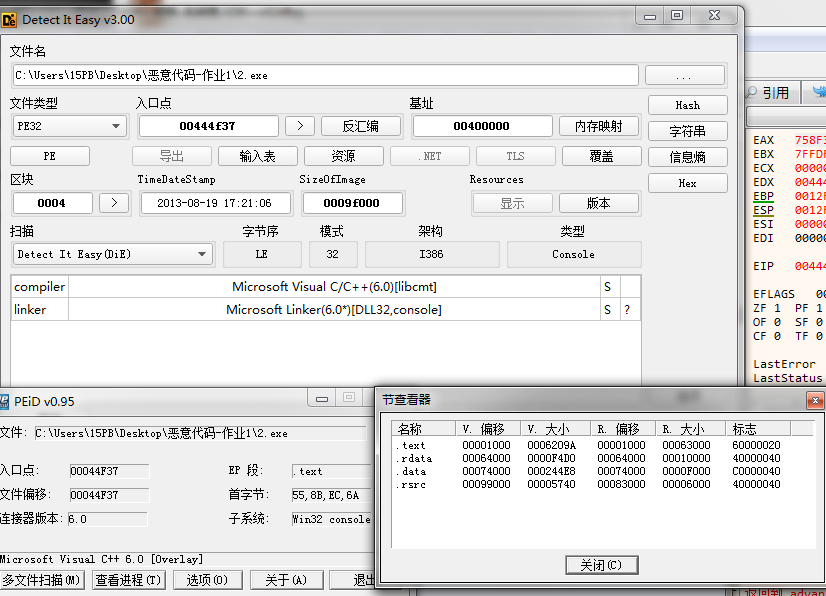 Detect It Easy v3.00
文件名
C:\Users\15PB\Desktop\恶意代码-作业1\2.exe
...
文件类型 入口点 基址
PE32 00444f37 > 反汇编 00400000 内存映射
Hash
字符串
信息熵
Hex
PE 导出 输入表 资源 .NET TLS 覆盖
区块 TimeDateStamp SizeOfImage Resources
0004 > 2013-08-19 17:21:06 0009f000 显示 版本
扫描 字节序 模式 架构 类型
Detect It Easy(DiE) LE 32 I386 Console
compiler Microsoft Visual C/C++(6.0)[libcmt] S
linker Microsoft Linker(6.0*)[DLL32,console] S ?
引用
EAX 758F3
EBX 7FFDF
ECX 00000
EDX 00444
EBP 0012F
ESP 0012F
ESI 00000
EDI 00000
EIP 00444
EFLAGS 00
ZF 1 PF 1
OF 0 SF 0
CF 0 TF 0
LastError
LastStatus
PEiD v0.95
文件: C:\Users\15PB\Desktop\恶意代码-作业1\2.exe
入口点: 00044F37 EP 段: .text
文件偏移: 00044F37 首字节: 55,8B,EC,6A
连接器版本: 6.0 子系统: Win32 console
Microsoft Visual C++ 6.0 [Overlay]
多文件扫描(M) 查看进程(T) 选项(O) 关于(A) 退出
节查看器
名称 V. 偏移 V. 大小 R. 偏移 R. 大小 标志
.text 00001000 0006209A 00001000 00063000 60000020
.rdata 00064000 0000F4D0 00064000 00010000 40000040
.data 00074000 000244E8 00074000 0000F000 C0000040
.rsrc 00099000 00005740 00083000 00006000 40000040
关闭(C)
返回到 advan